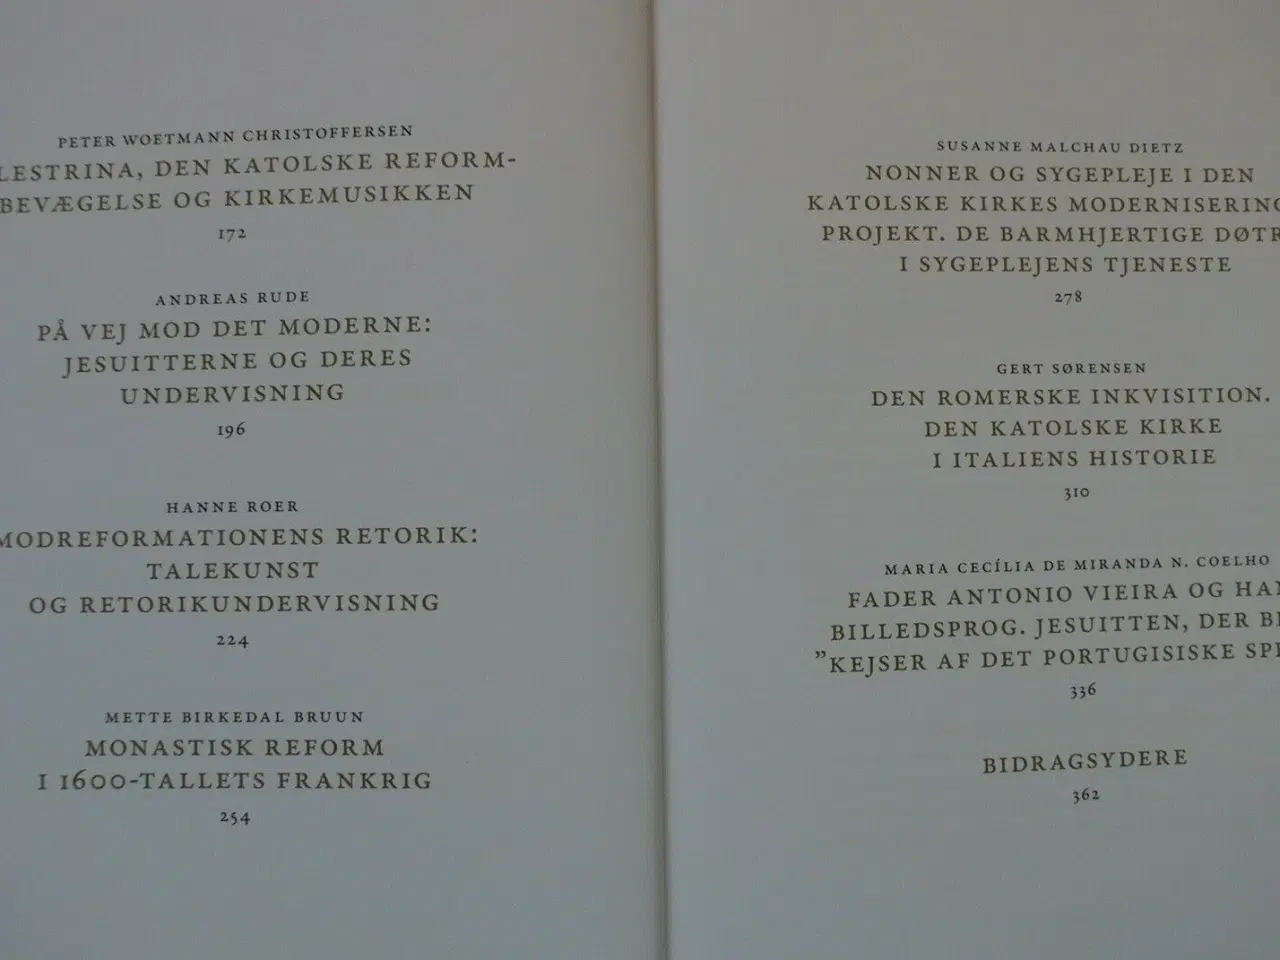 PETER WOETMANN CHRISTOFFERSEN
LESTRINA, DEN KATOLSKE REFORM-
BEVÆGELSE OG KIRKEMUSIKKEN
172
ANDREAS RUDE
PÅ VEJ MOD DET MODERNE:
JESUITTERNE OG DERES
UNDERVISNING
196
HANNE ROER
MODREFORMATIONENS RETORIK:
TALEKUNST
OG RETORIKUNDERVISNING
224
METTE BIRKEDAL BRUUN
MONASTISK REFORM
I 1600-TALLETS FRANKRIG
254
SUSANNE MALCHAU DIETZ
NONNER OG SYGEPLEJE I DEN
KATOLSKE KIRKES MODERNISERING
PROJEKT. DE BARMHJERTIGE DØTR
I SYGEPLEJENS TJENESTE
278
GERT SØRENSEN
DEN ROMERSKE INKVISITION.
DEN KATOLSKE KIRKE
I ITALIENS HISTORIE
310
MARIA CECÍLIA DE MIRANDA N. COELHO
FADER ANTONIO VIEIRA OG HAN
BILLEDSPROG. JESUITTEN, DER BL
”KEJSER AF DET PORTUGISISKE SPR
336
BIDRAGSYDERE
362